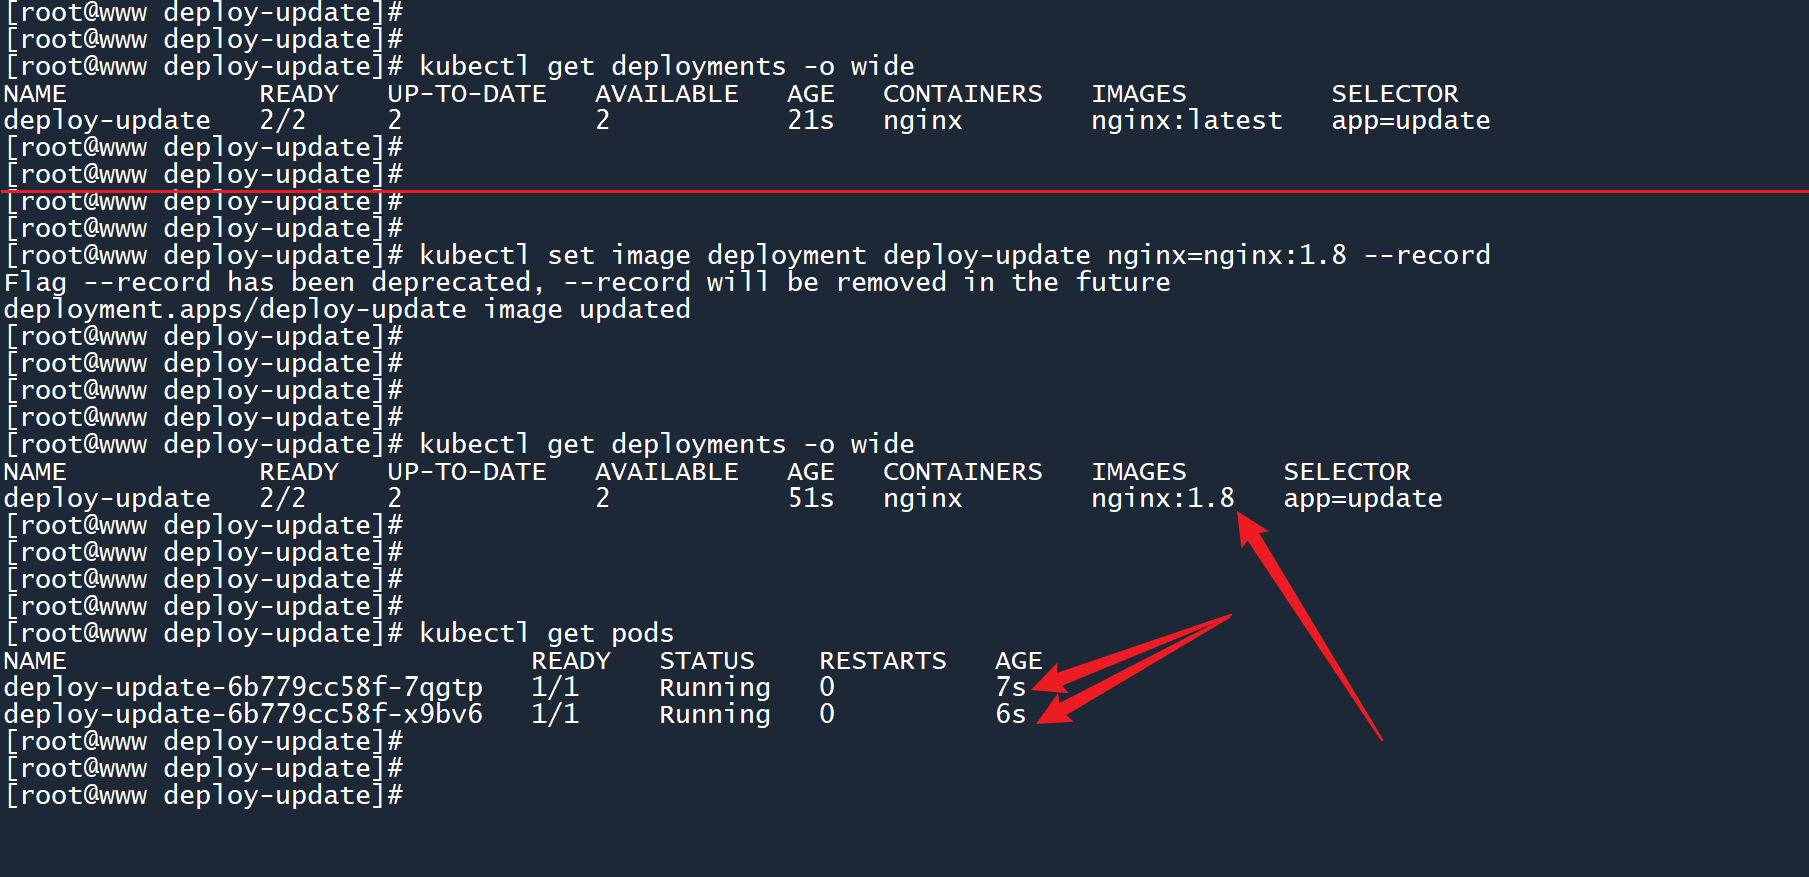 [root@www deploy-update]#
[root@www deploy-update]#
[root@www deploy-update]# kubectl get deployments -o wide
NAME            READY   UP-TO-DATE   AVAILABLE   AGE   CONTAINERS   IMAGES         SELECTOR
deploy-update   2/2     2            2           21s   nginx        nginx:latest   app=update
[root@www deploy-update]#
[root@www deploy-update]#
[root@www deploy-update]#
[root@www deploy-update]#
[root@www deploy-update]# kubectl set image deployment deploy-update nginx=nginx:1.8 --record
Flag --record has been deprecated, --record will be removed in the future
deployment.apps/deploy-update image updated
[root@www deploy-update]#
[root@www deploy-update]#
[root@www deploy-update]#
[root@www deploy-update]#
[root@www deploy-update]# kubectl get deployments -o wide
NAME            READY   UP-TO-DATE   AVAILABLE   AGE   CONTAINERS   IMAGES      SELECTOR
deploy-update   2/2     2            2           51s   nginx        nginx:1.8   app=update
[root@www deploy-update]#
[root@www deploy-update]#
[root@www deploy-update]#
[root@www deploy-update]#
[root@www deploy-update]# kubectl get pods
NAME                             READY   STATUS    RESTARTS   AGE
deploy-update-6b779cc58f-7qgtp   1/1     Running   0          7s
deploy-update-6b779cc58f-x9bv6   1/1     Running   0          6s
[root@www deploy-update]#
[root@www deploy-update]#
[root@www deploy-update]#